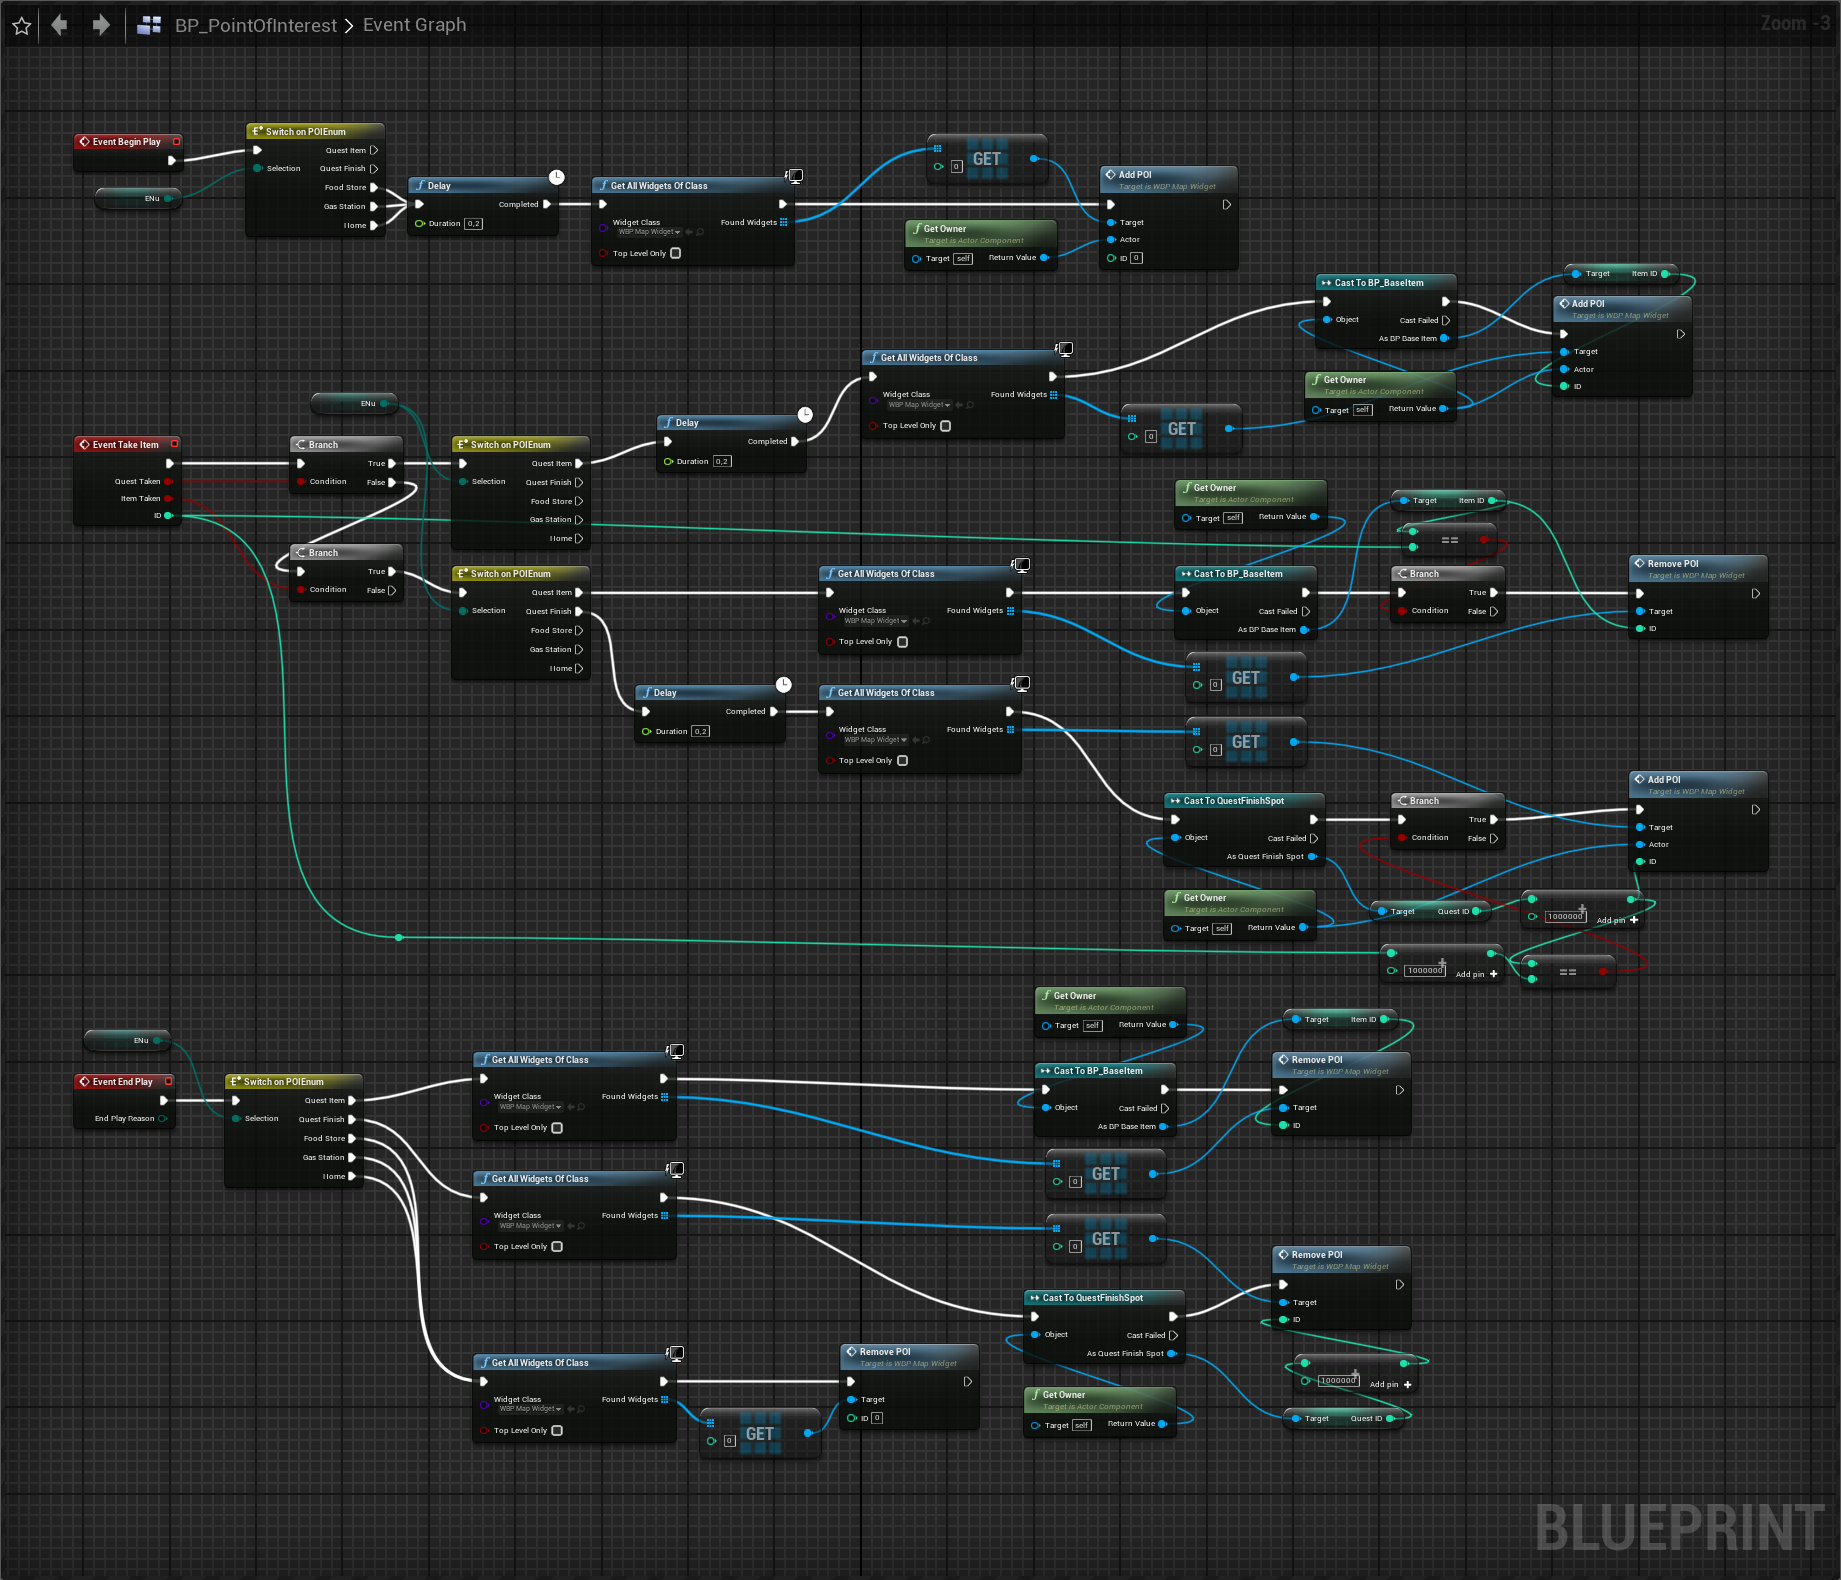 BP_PointOfInterest > Event Graph
Zoom -3
Event Begin Play
ENu
Switch on POIEnum
Quest Item
Selection
Quest Finish
Food Store
Gas Station
Home
Delay
Completed
Duration 0,2
Get All Widgets Of Class
Widget Class
WBP Map Widget
Found Widgets
Top Level Only
GET
0
Get Owner
Target is Actor Component
Target self
Return Value
Add POI
Target is WBP Map Widget
Target
Actor
ID 0
Cast To BP_BaseItem
Object
Cast Failed
As BP Base Item
Target
Item ID
Add POI
Target is WBP Map Widget
Target
Actor
ID
Get All Widgets Of Class
Widget Class
WBP Map Widget
Found Widgets
Top Level Only
Get Owner
Target is Actor Component
Target self
Return Value
GET
0
ENu
Event Take Item
Quest Taken
Item Taken
ID
Branch
True
Condition
False
Switch on POIEnum
Quest Item
Selection
Quest Finish
Food Store
Gas Station
Home
Delay
Completed
Duration 0,2
Branch
True
Condition
False
Switch on POIEnum
Quest Item
Selection
Quest Finish
Food Store
Gas Station
Home
Get All Widgets Of Class
Widget Class
WBP Map Widget
Found Widgets
Top Level Only
Get Owner
Target is Actor Component
Target self
Return Value
Target
Item ID
==
Cast To BP_BaseItem
Object
Cast Failed
As BP Base Item
Branch
True
Condition
False
Remove POI
Target is WBP Map Widget
Target
ID
GET
0
Delay
Completed
Duration 0,2
Get All Widgets Of Class
Widget Class
WBP Map Widget
Found Widgets
Top Level Only
GET
0
Cast To QuestFinishSpot
Object
Cast Failed
As Quest Finish Spot
Branch
True
Condition
False
Add POI
Target is WBP Map Widget
Target
Actor
ID
Get Owner
Target is Actor Component
Target self
Return Value
Target
Quest ID
1000000
Add pin +
1000000
Add pin +
==
ENu
Event End Play
End Play Reason
Switch on POIEnum
Quest Item
Selection
Quest Finish
Food Store
Gas Station
Home
Get All Widgets Of Class
Widget Class
WBP Map Widget
Found Widgets
Top Level Only
Get Owner
Target is Actor Component
Target self
Return Value
Cast To BP_BaseItem
Object
Cast Failed
As BP Base Item
Target
Item ID
Remove POI
Target is WBP Map Widget
Target
ID
GET
0
Get All Widgets Of Class
Widget Class
WBP Map Widget
Found Widgets
Top Level Only
GET
0
Cast To QuestFinishSpot
Object
Cast Failed
As Quest Finish Spot
Remove POI
Target is WBP Map Widget
Target
ID
1000000
Add pin +
Get Owner
Target is Actor Component
Target self
Return Value
Target
Quest ID
Get All Widgets Of Class
Widget Class
WBP Map Widget
Found Widgets
Top Level Only
GET
0
Remove POI
Target is WBP Map Widget
Target
ID 0
BLUEPRINT